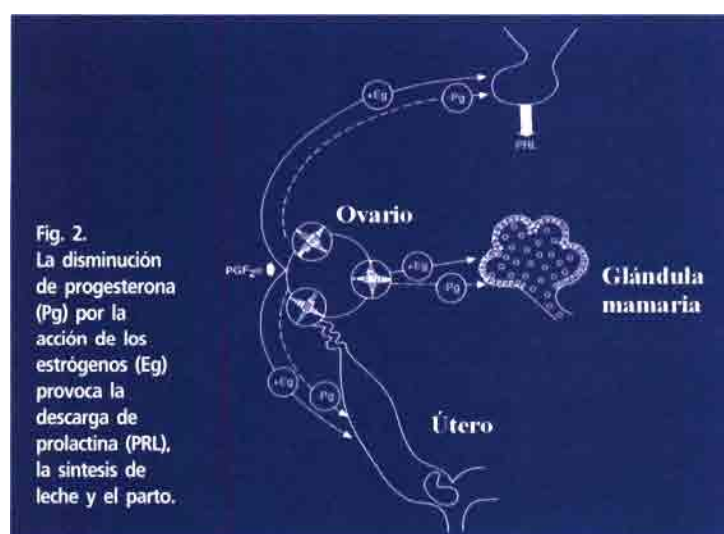 Fig. 2.
La disminución
de progesterona
(Pg) por la
acción de los
estrógenos (Eg)
provoca la
descarga de
prolactina (PRL),
la síntesis de
leche y el parto.
+Eg
-Pg
PRL
Ovario
PGF2α
+Eg
-Pg
Glándula
mamaria
+Eg
-Pg
Útero